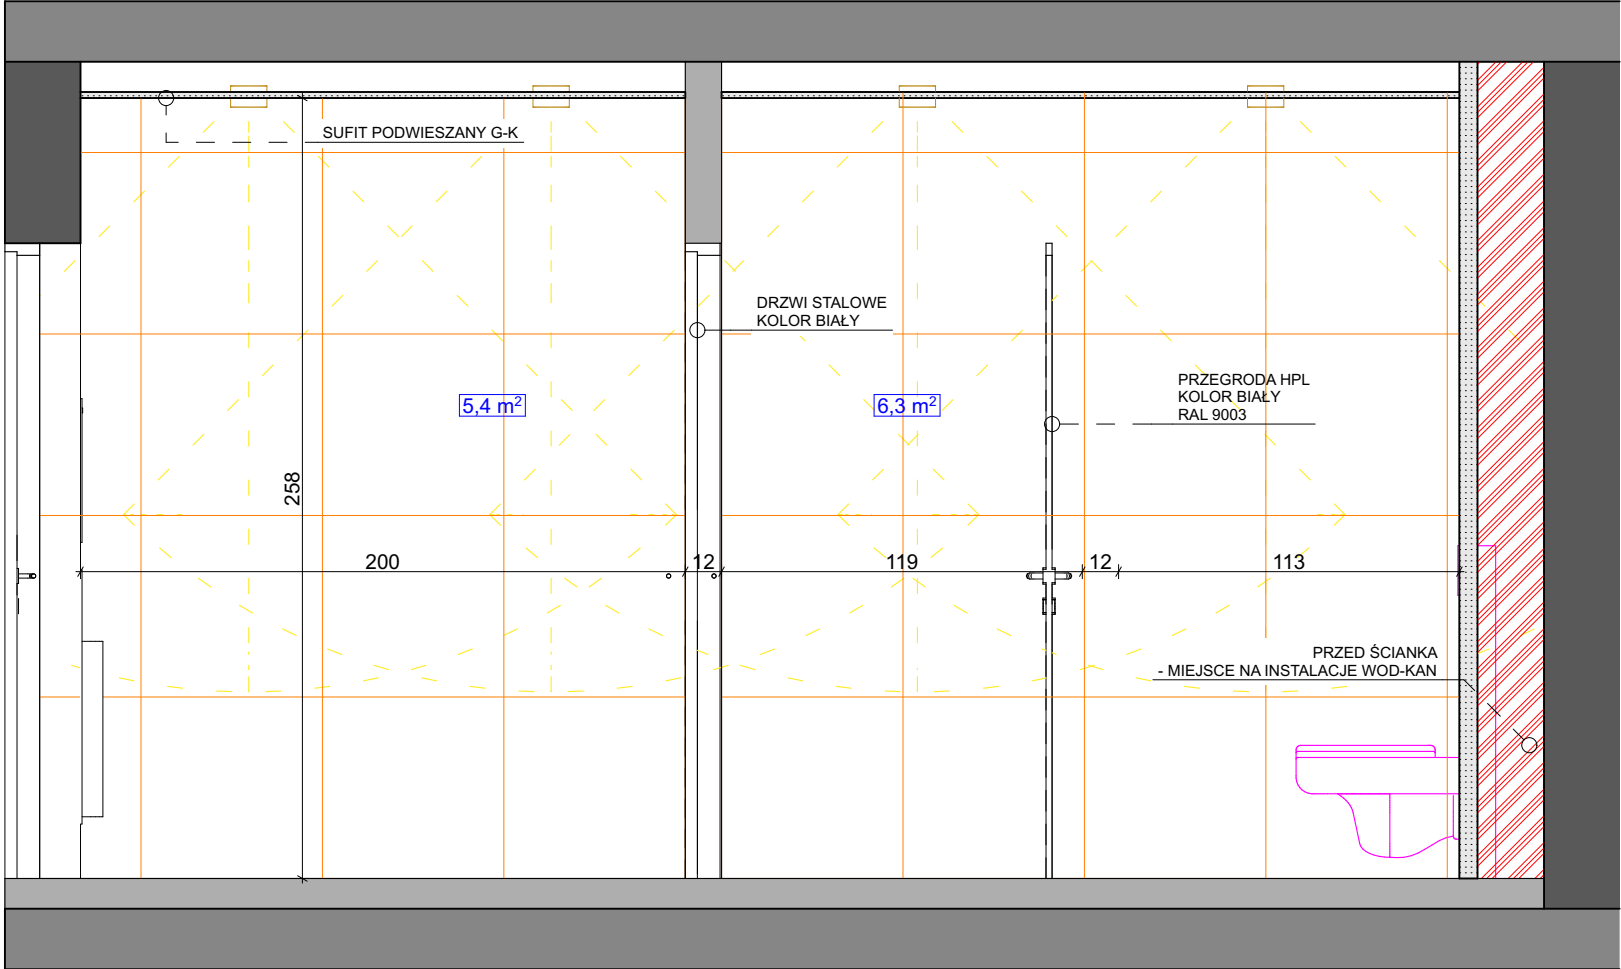 SUFIT PODWIESZANY G-K
DRZWI STALOWE
KOLOR BIAŁY
PRZEGRODA HPL
KOLOR BIAŁY
RAL 9003
5,4 m²
6,3 m²
258
200
12
119
12
113
PRZED ŚCIANKA
- MIEJSCE NA INSTALACJE WOD-KAN